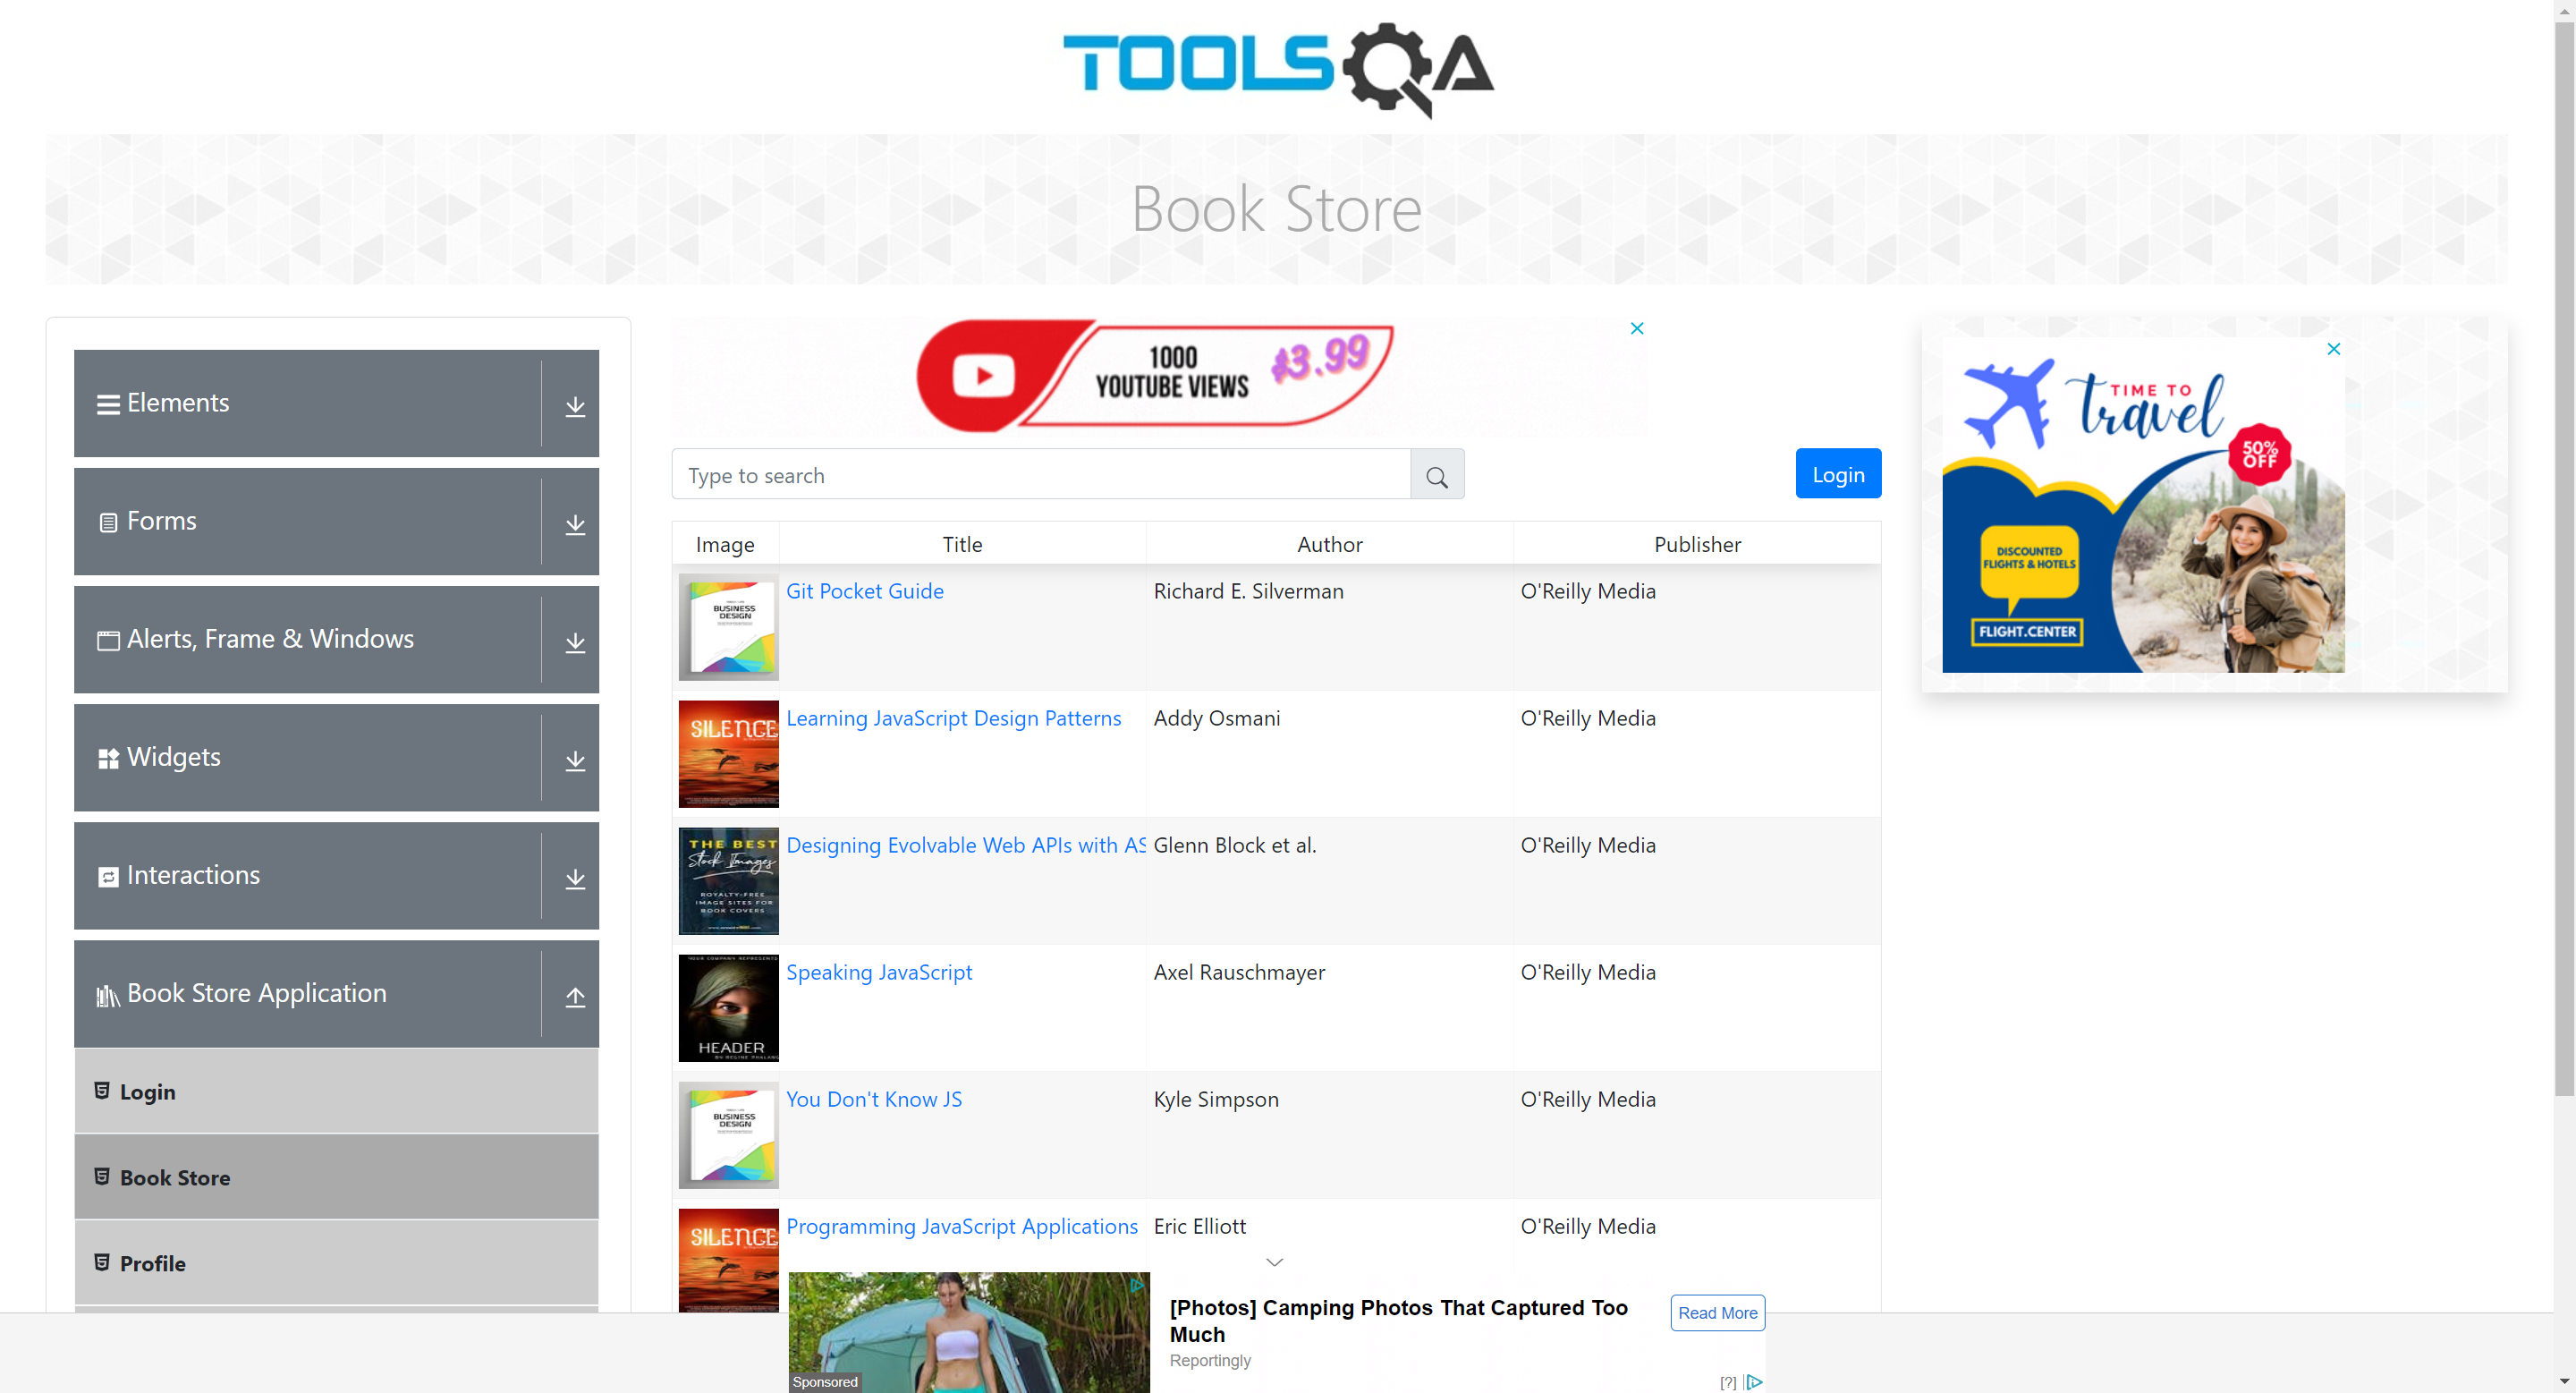 TOOLSQA
Book Store
Elements
Forms
Alerts, Frame & Windows
Widgets
Interactions
Book Store Application
Login
Book Store
Profile
1000
YOUTUBE VIEWS
$3.99
Type to search
Login
Image Title Author Publisher
BUSINESS
DESIGN
Git Pocket Guide Richard E. Silverman O'Reilly Media
SILENCE
Learning JavaScript Design Patterns Addy Osmani O'Reilly Media
THE BEST
Stock Images
ROYALTY-FREE
IMAGE SITES FOR
BOOK COVERS
Designing Evolvable Web APIs with AS Glenn Block et al. O'Reilly Media
HEADER
Speaking JavaScript Axel Rauschmayer O'Reilly Media
BUSINESS
DESIGN
You Don't Know JS Kyle Simpson O'Reilly Media
SILENCE
Programming JavaScript Applications Eric Elliott O'Reilly Media
TIME TO
travel
50%
OFF
DISCOUNTED
FLIGHTS & HOTELS
FLIGHT.CENTER
[Photos] Camping Photos That Captured Too
Much
Reportingly
Read More
Sponsored
[?]